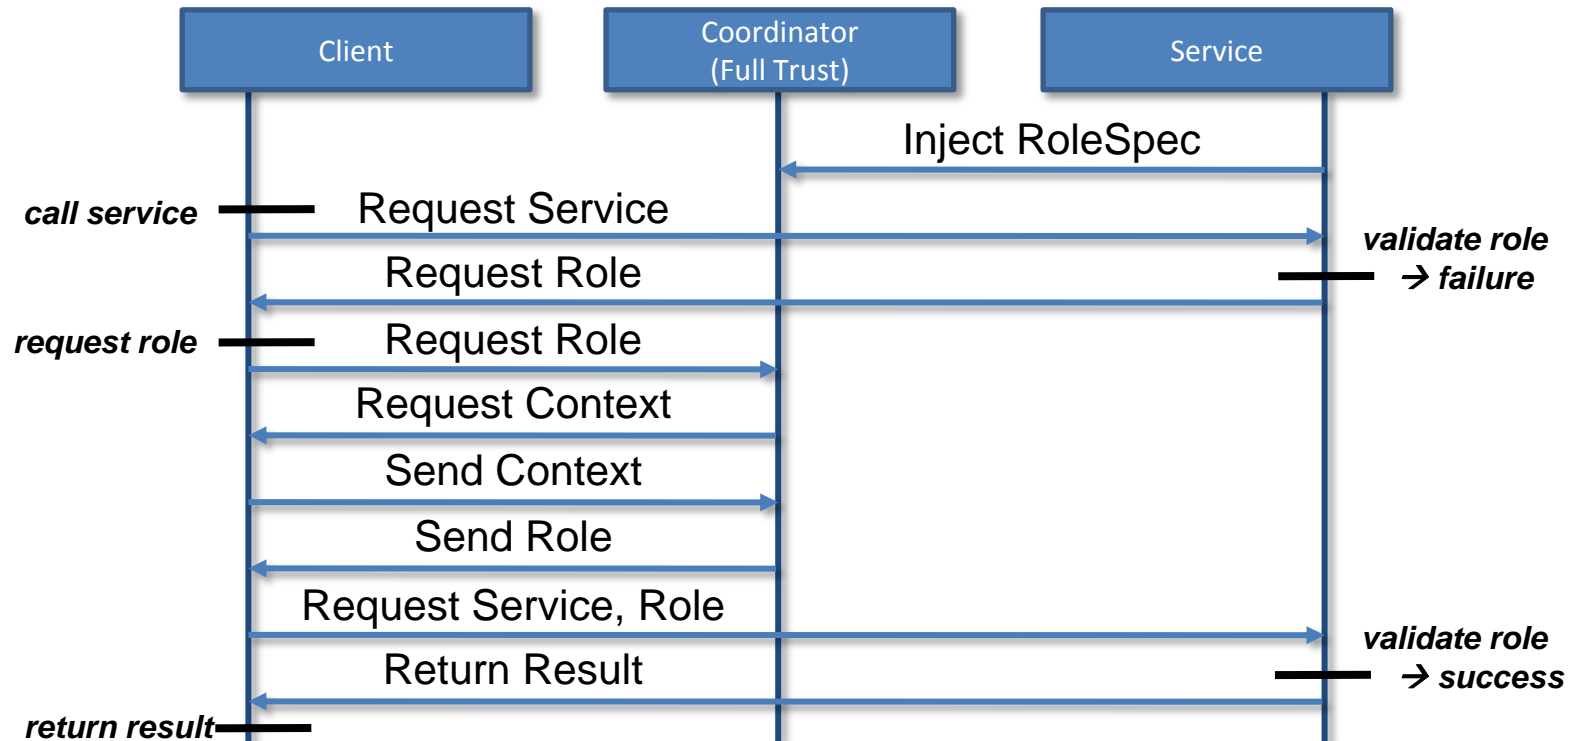 Client
Coordinator
(Full Trust)
Service
Inject RoleSpec
call service
Request Service
validate role
→ failure
Request Role
request role
Request Role
Request Context
Send Context
Send Role
Request Service, Role
validate role
→ success
Return Result
return result